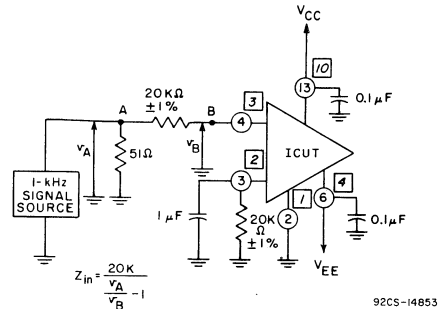 VCC
10
13
0.1 μF
20KΩ
±1%
A
B
3
4
vA
51Ω
vB
ICUT
1-kHz
SIGNAL
SOURCE
2
3
1 μF
20K
Ω
±1%
1
2
4
6
0.1 μF
VEE
Zin = 20K
vA
vB
-1
92CS-14853